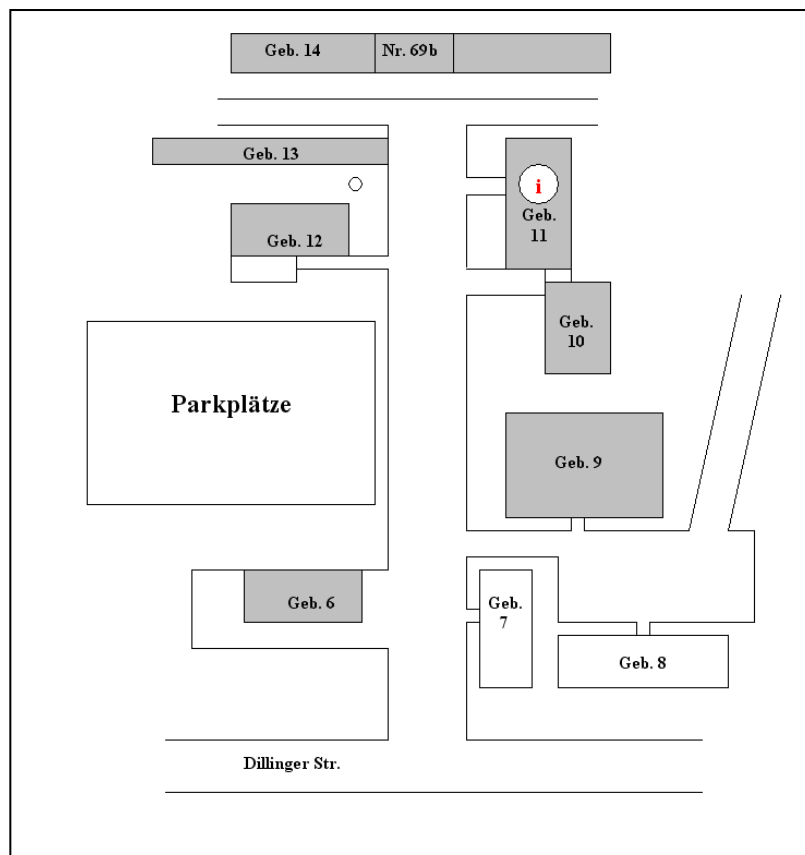 Geb. 14
Nr. 69b
Geb. 13
i
Geb.
11
Geb. 12
Geb.
10
Parkplätze
Geb. 9
Geb. 6
Geb.
7
Geb. 8
Dillinger Str.